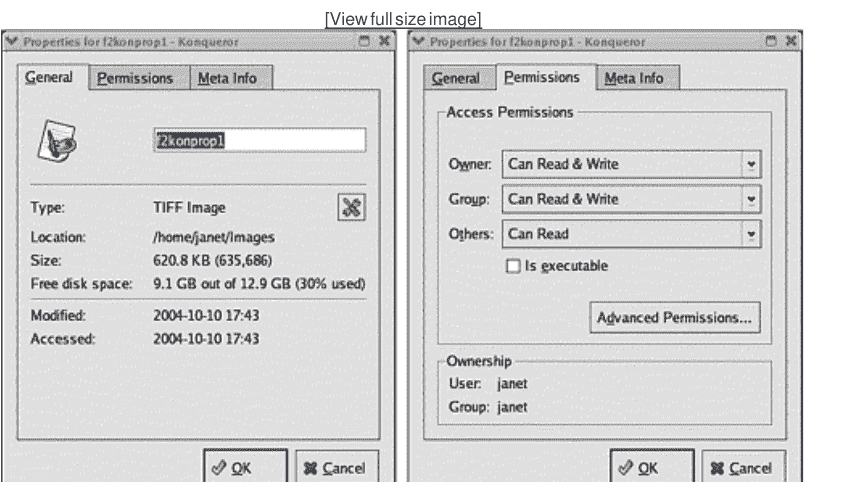 [View full size image]
Properties for f2konprop1 - Konqueror
General Permissions Meta Info
f2konprop1
Type: TIFF Image
Location: /home/janet/Images
Size: 620.8 KB (635,686)
Free disk space: 9.1 GB out of 12.9 GB (30% used)
Modified: 2004-10-10 17:43
Accessed: 2004-10-10 17:43
OK Cancel
Properties for f2konprop1 - Konqueror
General Permissions Meta Info
Access Permissions
Owner: Can Read & Write
Group: Can Read & Write
Others: Can Read
Is executable
Advanced Permissions...
Ownership
User: janet
Group: janet
OK Cancel